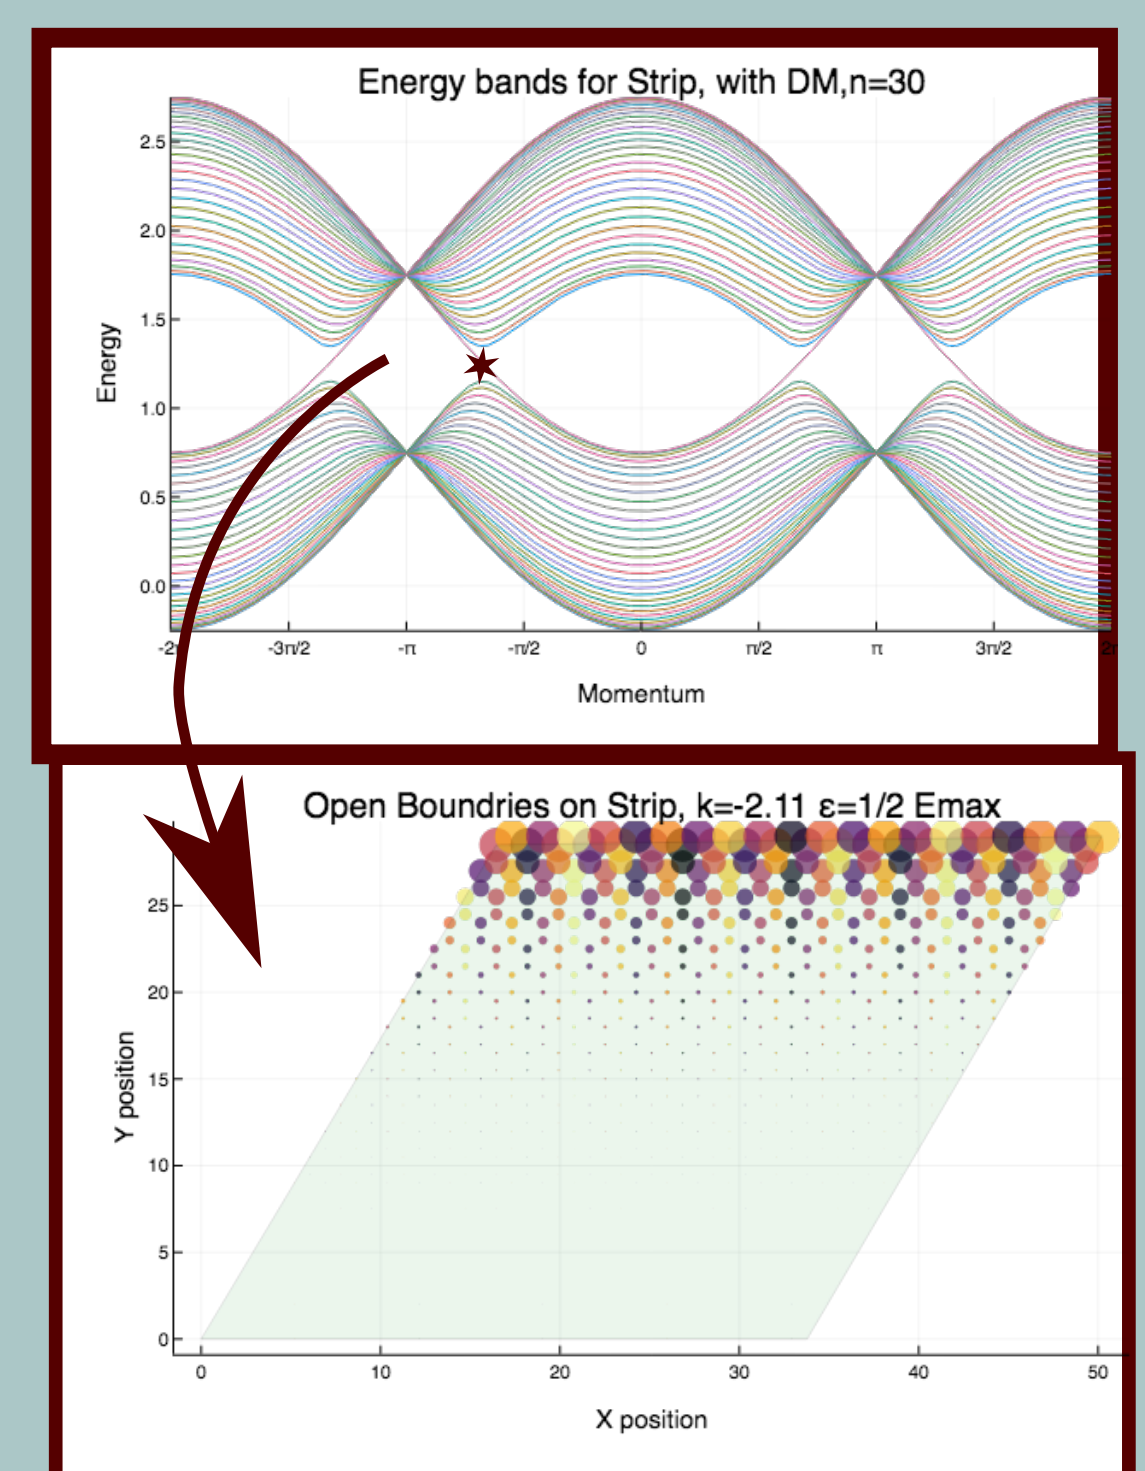 Energy bands for Strip, with DM,n=30
2.5
2.0
1.5
1.0
0.5
0.0
Energy
-2π -3π/2 -π -π/2 0 π/2 π 3π/2 2π
Momentum
Open Boundries on Strip, k=-2.11 ε=1/2 Emax
25
20
15
10
5
0
Y position
0 10 20 30 40 50
X position